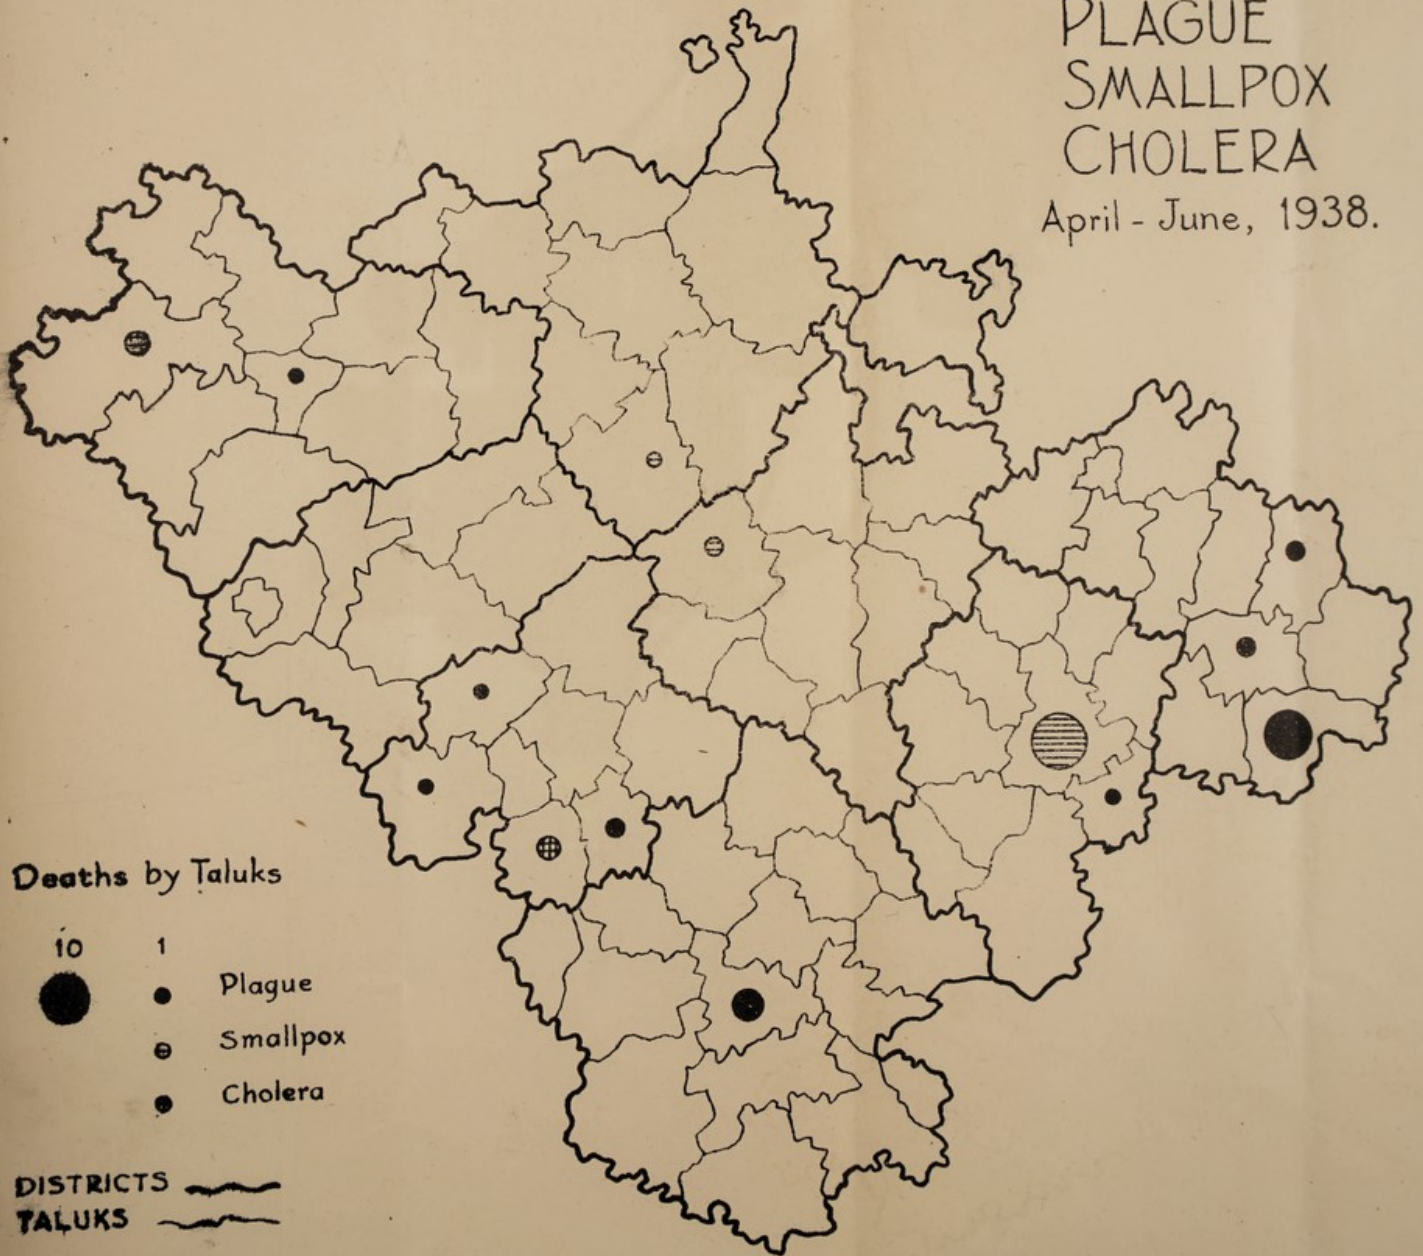 PLAGUE
SMALLPOX
CHOLERA
April - June, 1938.
Deaths by Taluks
10 1
Plague
Smallpox
Cholera
DISTRICTS
TALUKS